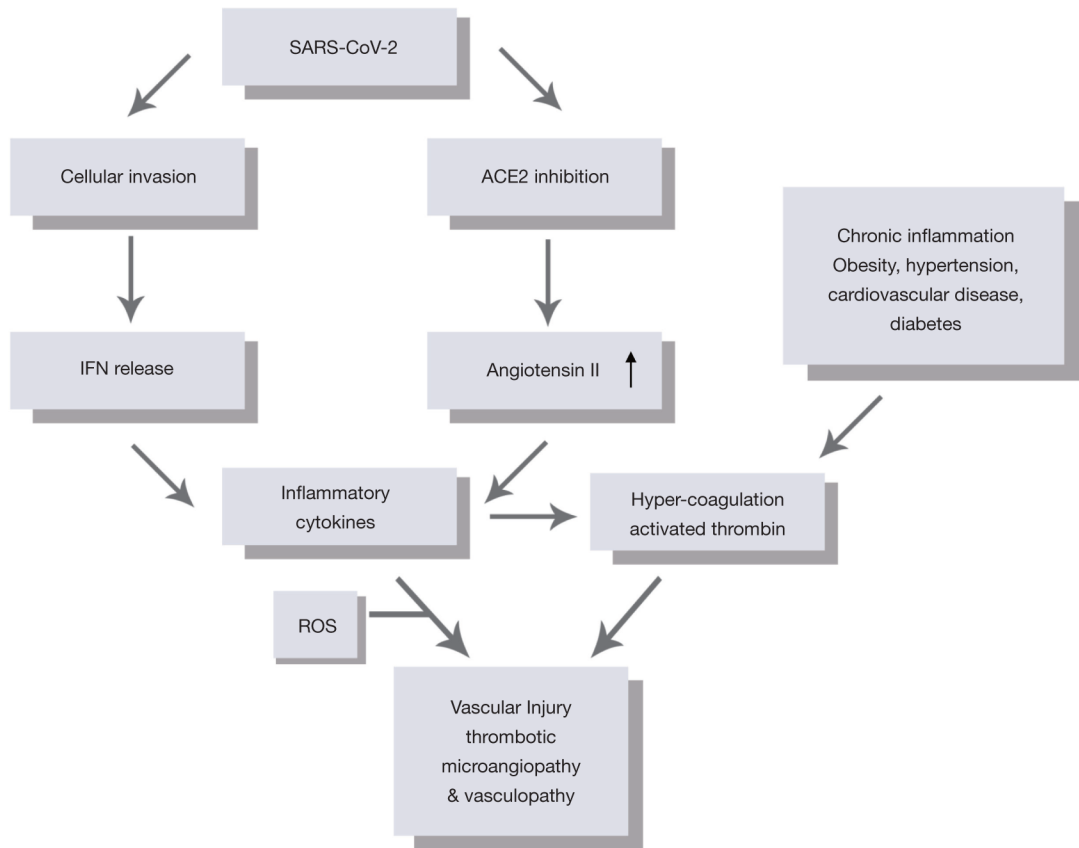 SARS-CoV-2
Cellular invasion
ACE2 inhibition
Chronic inflammation
Obesity, hypertension,
cardiovascular disease,
diabetes
IFN release
Angiotensin II
Inflammatory
cytokines
Hyper-coagulation
activated thrombin
ROS
Vascular Injury
thrombotic
microangiopathy
& vasculopathy